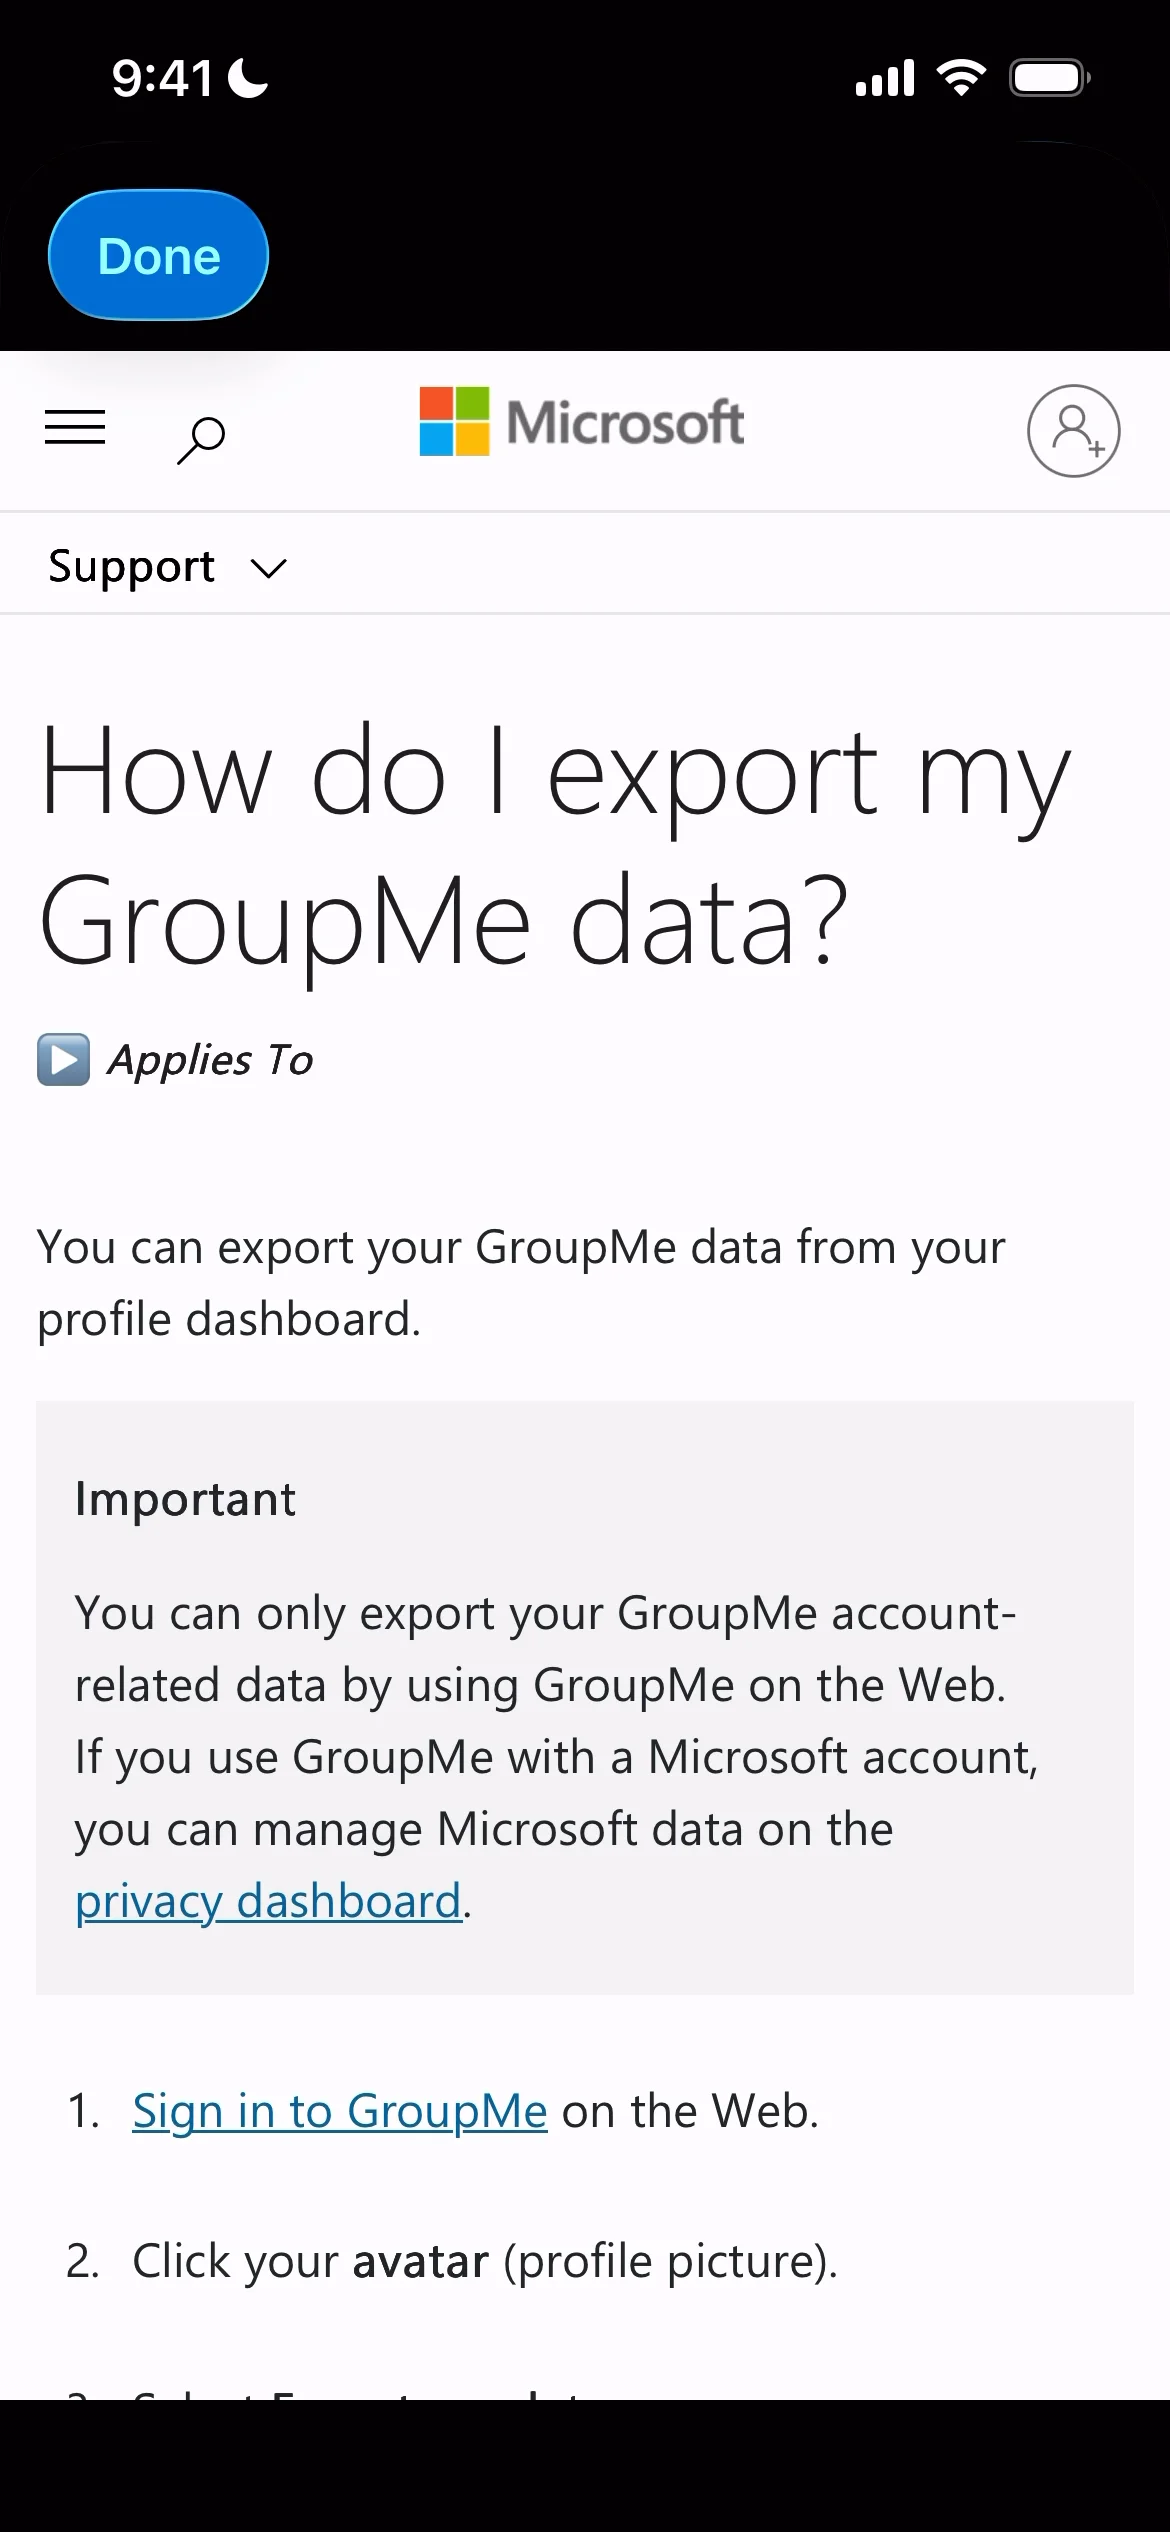 9:41
Done
Microsoft
Support
How do I export my
GroupMe data?
Applies To
You can export your GroupMe data from your
profile dashboard.
Important
You can only export your GroupMe account-
related data by using GroupMe on the Web.
If you use GroupMe with a Microsoft account,
you can manage Microsoft data on the
privacy dashboard.
1. Sign in to GroupMe on the Web.
2. Click your avatar (profile picture).